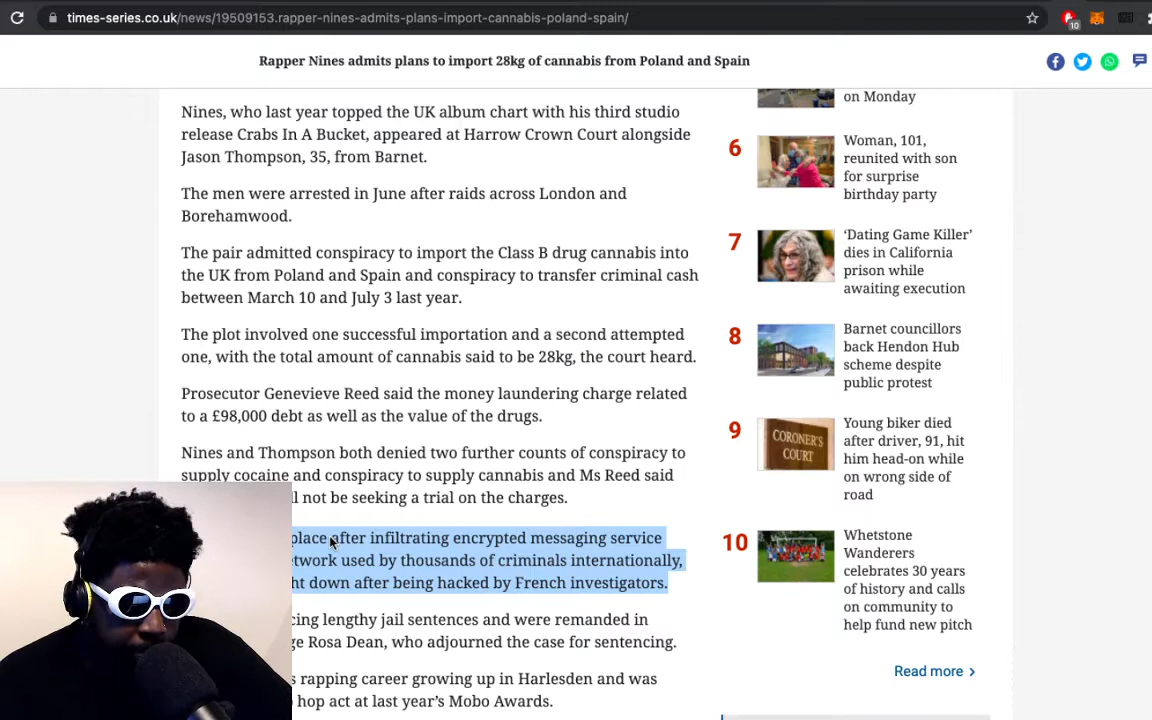 times-series.co.uk/news/19509153.rapper-nines-admits-plans-import-cannabis-poland-spain/
10
Rapper Nines admits plans to import 28kg of cannabis from Poland and Spain
Nines, who last year topped the UK album chart with his third studio
release Crabs In A Bucket, appeared at Harrow Crown Court alongside
Jason Thompson, 35, from Barnet.
The men were arrested in June after raids across London and
Borehamwood.
The pair admitted conspiracy to import the Class B drug cannabis into
the UK from Poland and Spain and conspiracy to transfer criminal cash
between March 10 and July 3 last year.
The plot involved one successful importation and a second attempted
one, with the total amount of cannabis said to be 28kg, the court heard.
Prosecutor Genevieve Reed said the money laundering charge related
to a £98,000 debt as well as the value of the drugs.
Nines and Thompson both denied two further counts of conspiracy to
supply cocaine and conspiracy to supply cannabis and Ms Reed said
not be seeking a trial on the charges.
place after infiltrating encrypted messaging service
used by thousands of criminals internationally,
down after being hacked by French investigators.
lengthy jail sentences and were remanded in
Rosa Dean, who adjourned the case for sentencing.
rapping career growing up in Harlesden and was
hop act at last year's Mobo Awards.
on Monday
6
Woman, 101,
reunited with son
for surprise
birthday party
7
‘Dating Game Killer’
dies in California
prison while
awaiting execution
8
Barnet councillors
back Hendon Hub
scheme despite
public protest
9
CORONER'S
COURT
Young biker died
after driver, 91, hit
him head-on while
on wrong side of
road
10
Whetstone
Wanderers
celebrates 30 years
of history and calls
on community to
help fund new pitch
Read more >